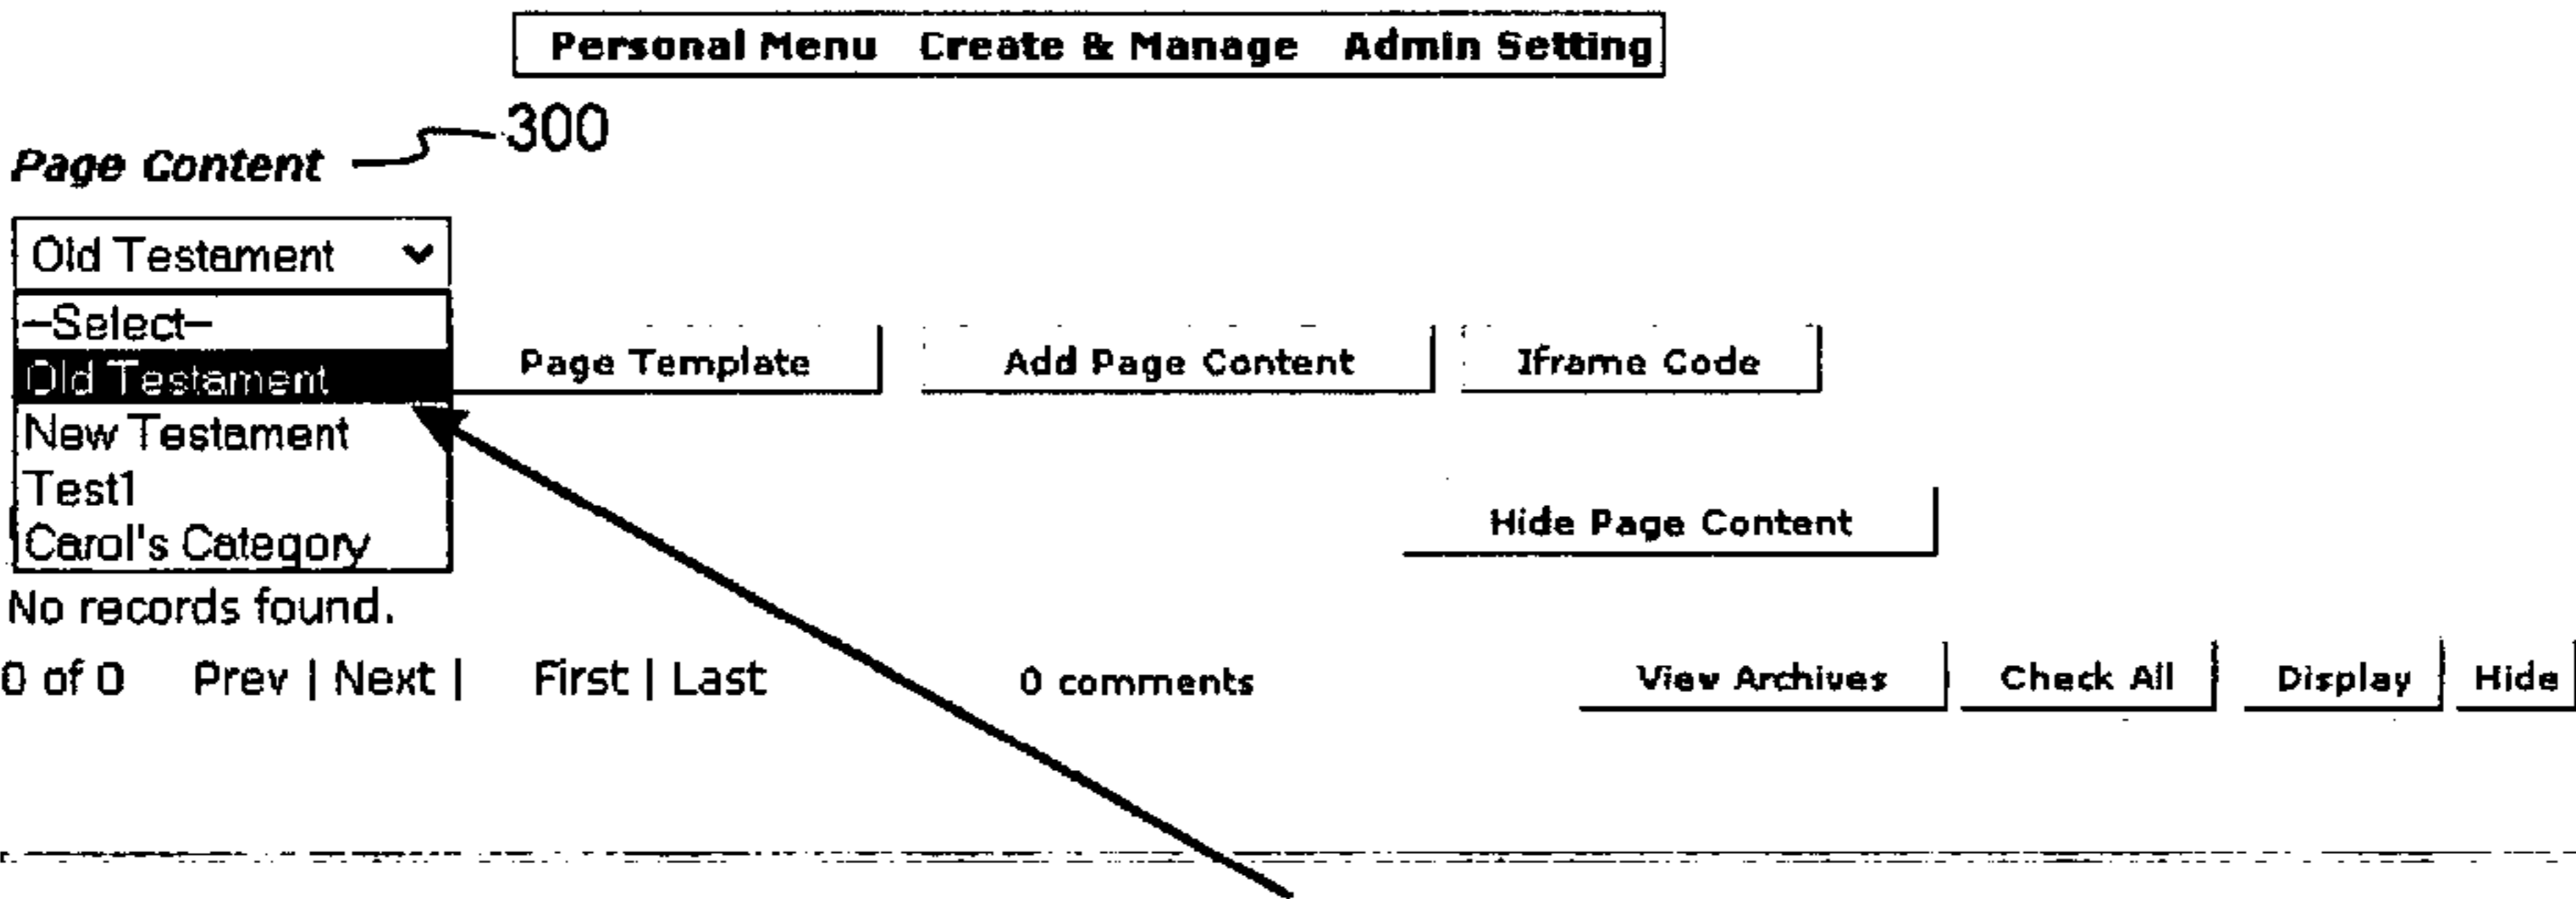 Personal Menu Create & Manage Admin Setting
300
Page Content
Old Testament
--Select--
Old Testament
Page Template Add Page Content Iframe Code
New Testament
Test1
Hide Page Content
Carol's Category
No records found.
0 of 0 Prev | Next | First | Last 0 comments View Archives Check All Display Hide